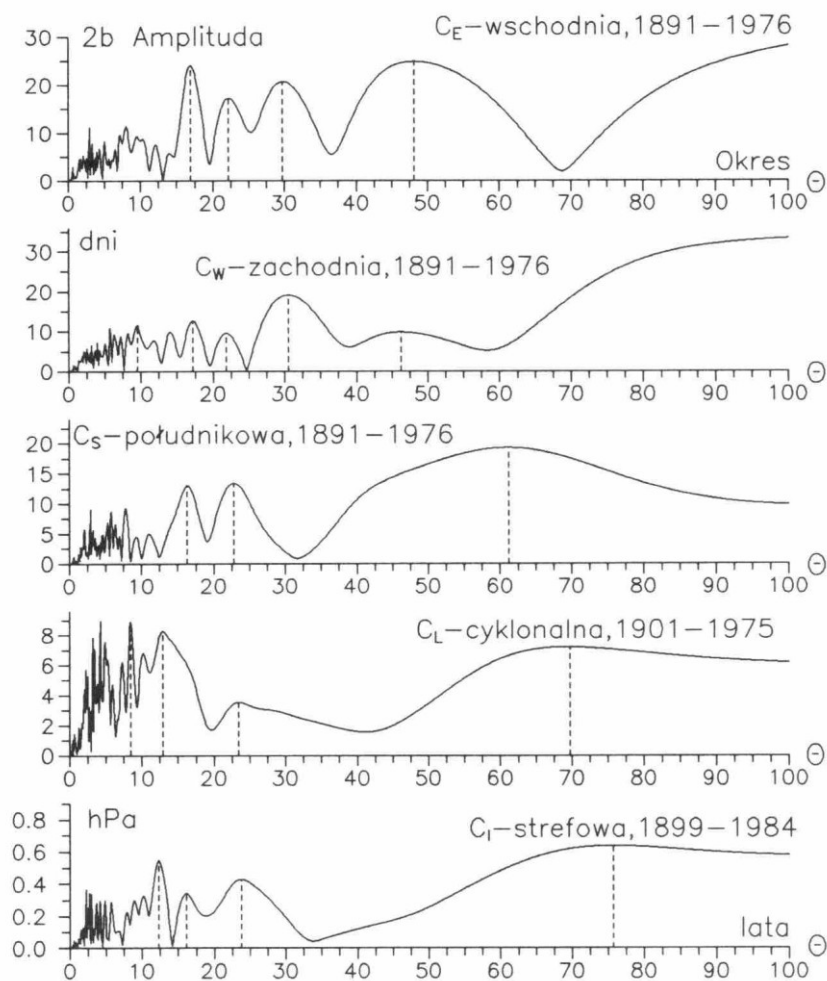 2b Amplituda
C_E–wschodnia,1891–1976
30
20
10
0
Okres
Θ
0 10 20 30 40 50 60 70 80 90 100
dni
C_W–zachodnia,1891–1976
30
20
10
0
Θ
0 10 20 30 40 50 60 70 80 90 100
C_S–południkowa,1891–1976
20
15
10
5
0
Θ
0 10 20 30 40 50 60 70 80 90 100
C_L–cyklonalna,1901–1975
8
6
4
2
0
Θ
0 10 20 30 40 50 60 70 80 90 100
hPa
C_I–strefowa,1899–1984
0.8
0.6
0.4
0.2
0.0
lata
Θ
0 10 20 30 40 50 60 70 80 90 100